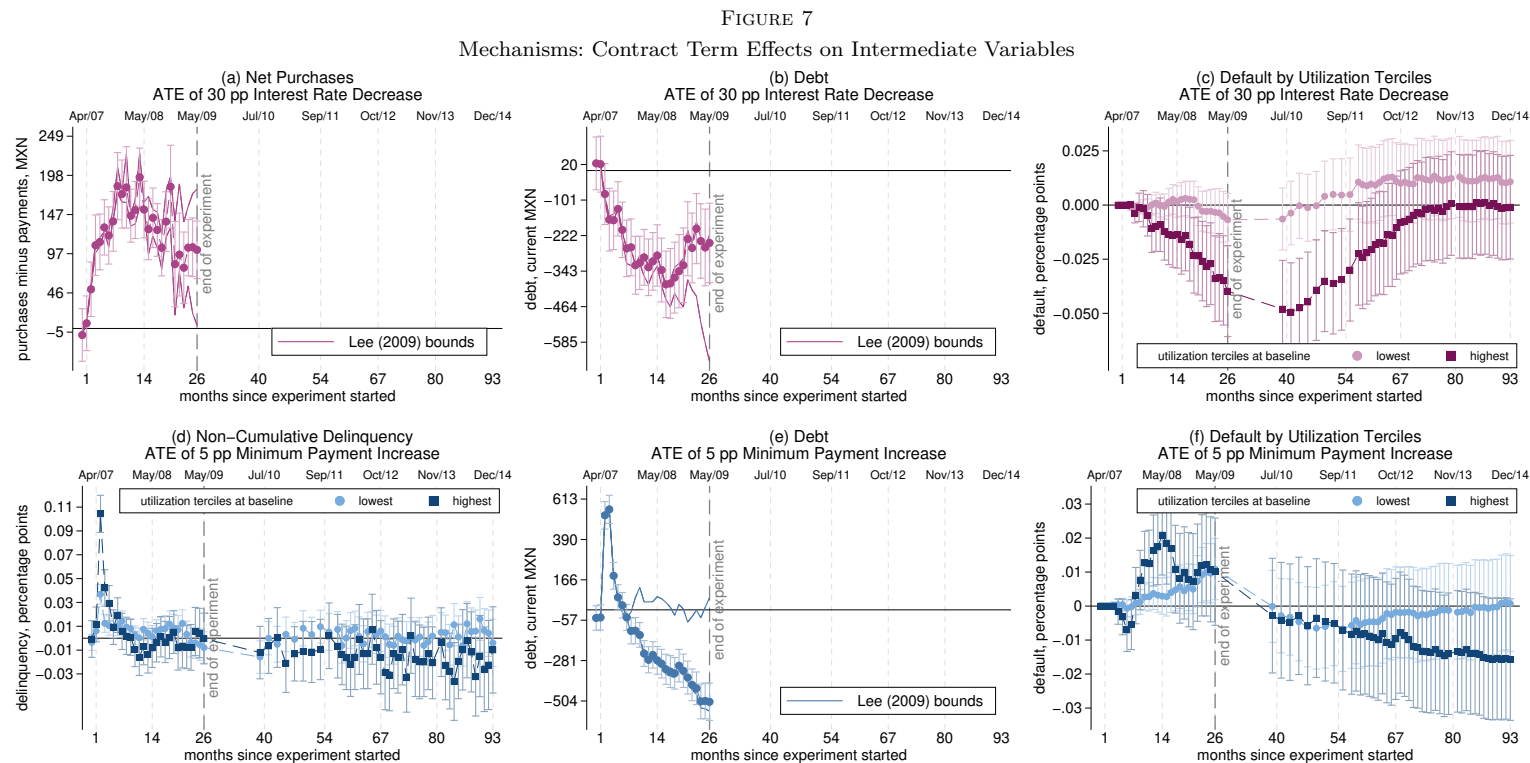 FIGURE 7
Mechanisms: Contract Term Effects on Intermediate Variables
(a) Net Purchases
ATE of 30 pp Interest Rate Decrease
Apr/07 May/08 May/09 Jul/10 Sep/11 Oct/12 Nov/13 Dec/14
purchases minus payments, MXN
249
198
147
97
46
−5
end of experiment
Lee (2009) bounds
1 14 26 40 54 67 80 93
months since experiment started
(b) Debt
ATE of 30 pp Interest Rate Decrease
Apr/07 May/08 May/09 Jul/10 Sep/11 Oct/12 Nov/13 Dec/14
debt, current MXN
20
−101
−222
−343
−464
−585
end of experiment
Lee (2009) bounds
1 14 26 40 54 67 80 93
months since experiment started
(c) Default by Utilization Terciles
ATE of 30 pp Interest Rate Decrease
Apr/07 May/08 May/09 Jul/10 Sep/11 Oct/12 Nov/13 Dec/14
default, percentage points
0.025
0.000
−0.025
−0.050
end of experiment
utilization terciles at baseline lowest highest
1 14 26 40 54 67 80 93
months since experiment started
(d) Non−Cumulative Delinquency
ATE of 5 pp Minimum Payment Increase
Apr/07 May/08 May/09 Jul/10 Sep/11 Oct/12 Nov/13 Dec/14
utilization terciles at baseline lowest highest
delinquency, percentage points
0.11
0.09
0.07
0.05
0.03
0.01
−0.01
−0.03
end of experiment
1 14 26 40 54 67 80 93
months since experiment started
(e) Debt
ATE of 5 pp Minimum Payment Increase
Apr/07 May/08 May/09 Jul/10 Sep/11 Oct/12 Nov/13 Dec/14
debt, current MXN
613
390
166
−57
−281
−504
end of experiment
Lee (2009) bounds
1 14 26 40 54 67 80 93
months since experiment started
(f) Default by Utilization Terciles
ATE of 5 pp Minimum Payment Increase
Apr/07 May/08 May/09 Jul/10 Sep/11 Oct/12 Nov/13 Dec/14
utilization terciles at baseline lowest highest
default, percentage points
.03
.02
.01
0
−.01
−.02
−.03
end of experiment
1 14 26 40 54 67 80 93
months since experiment started